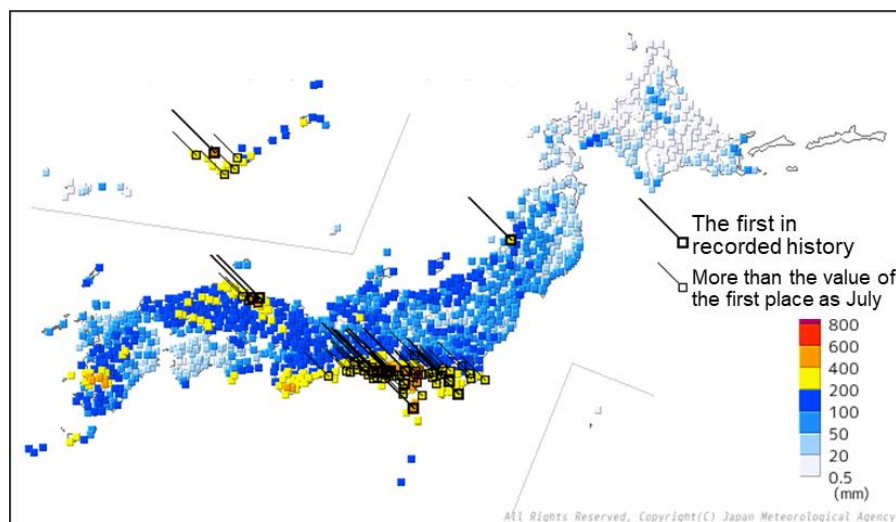 The first in
recorded history
More than the value of
the first place as July
800
600
400
200
100
50
20
0.5
(mm)
All Rights Reserved, Copyright(C) Japan Meteorological Agency